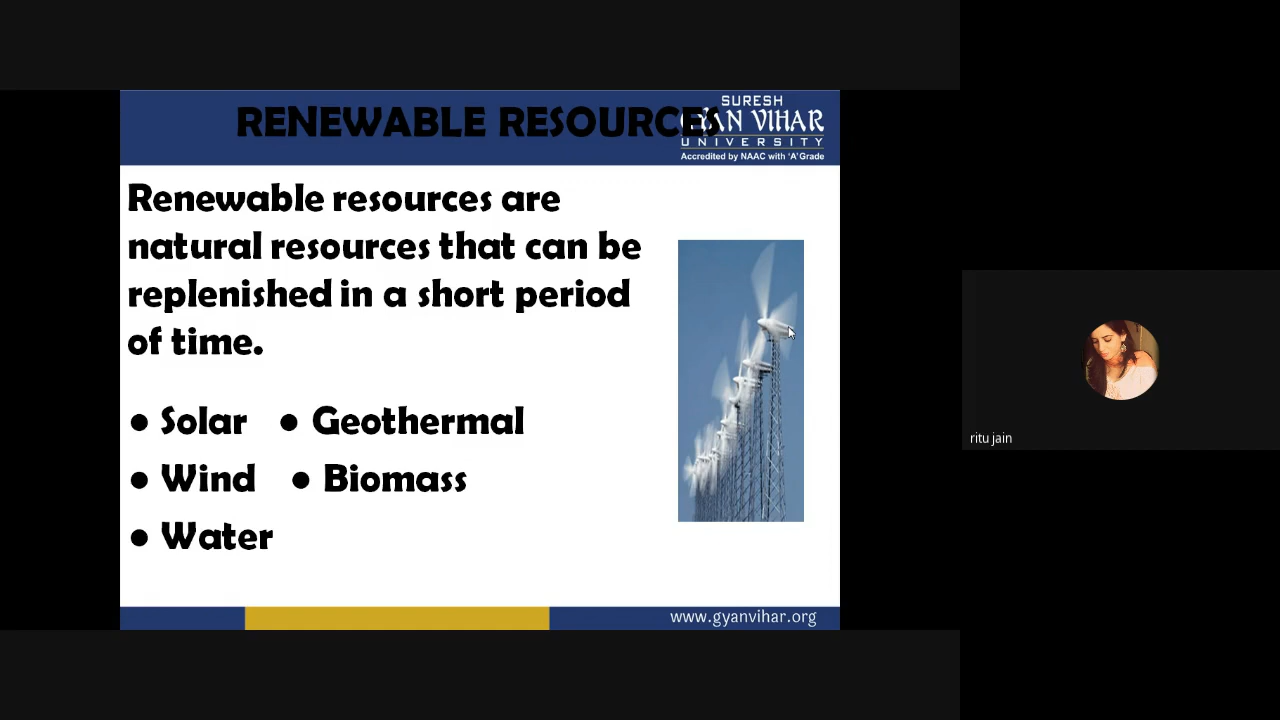 RENEWABLE RESOURCES
SURESH
GYAN VIHAR
UNIVERSITY
Accredited by NAAC with 'A' Grade
Renewable resources are
natural resources that can be
replenished in a short period
of time.
● Solar ● Geothermal
● Wind ● Biomass
● Water
ritu jain
www.gyanvihar.org